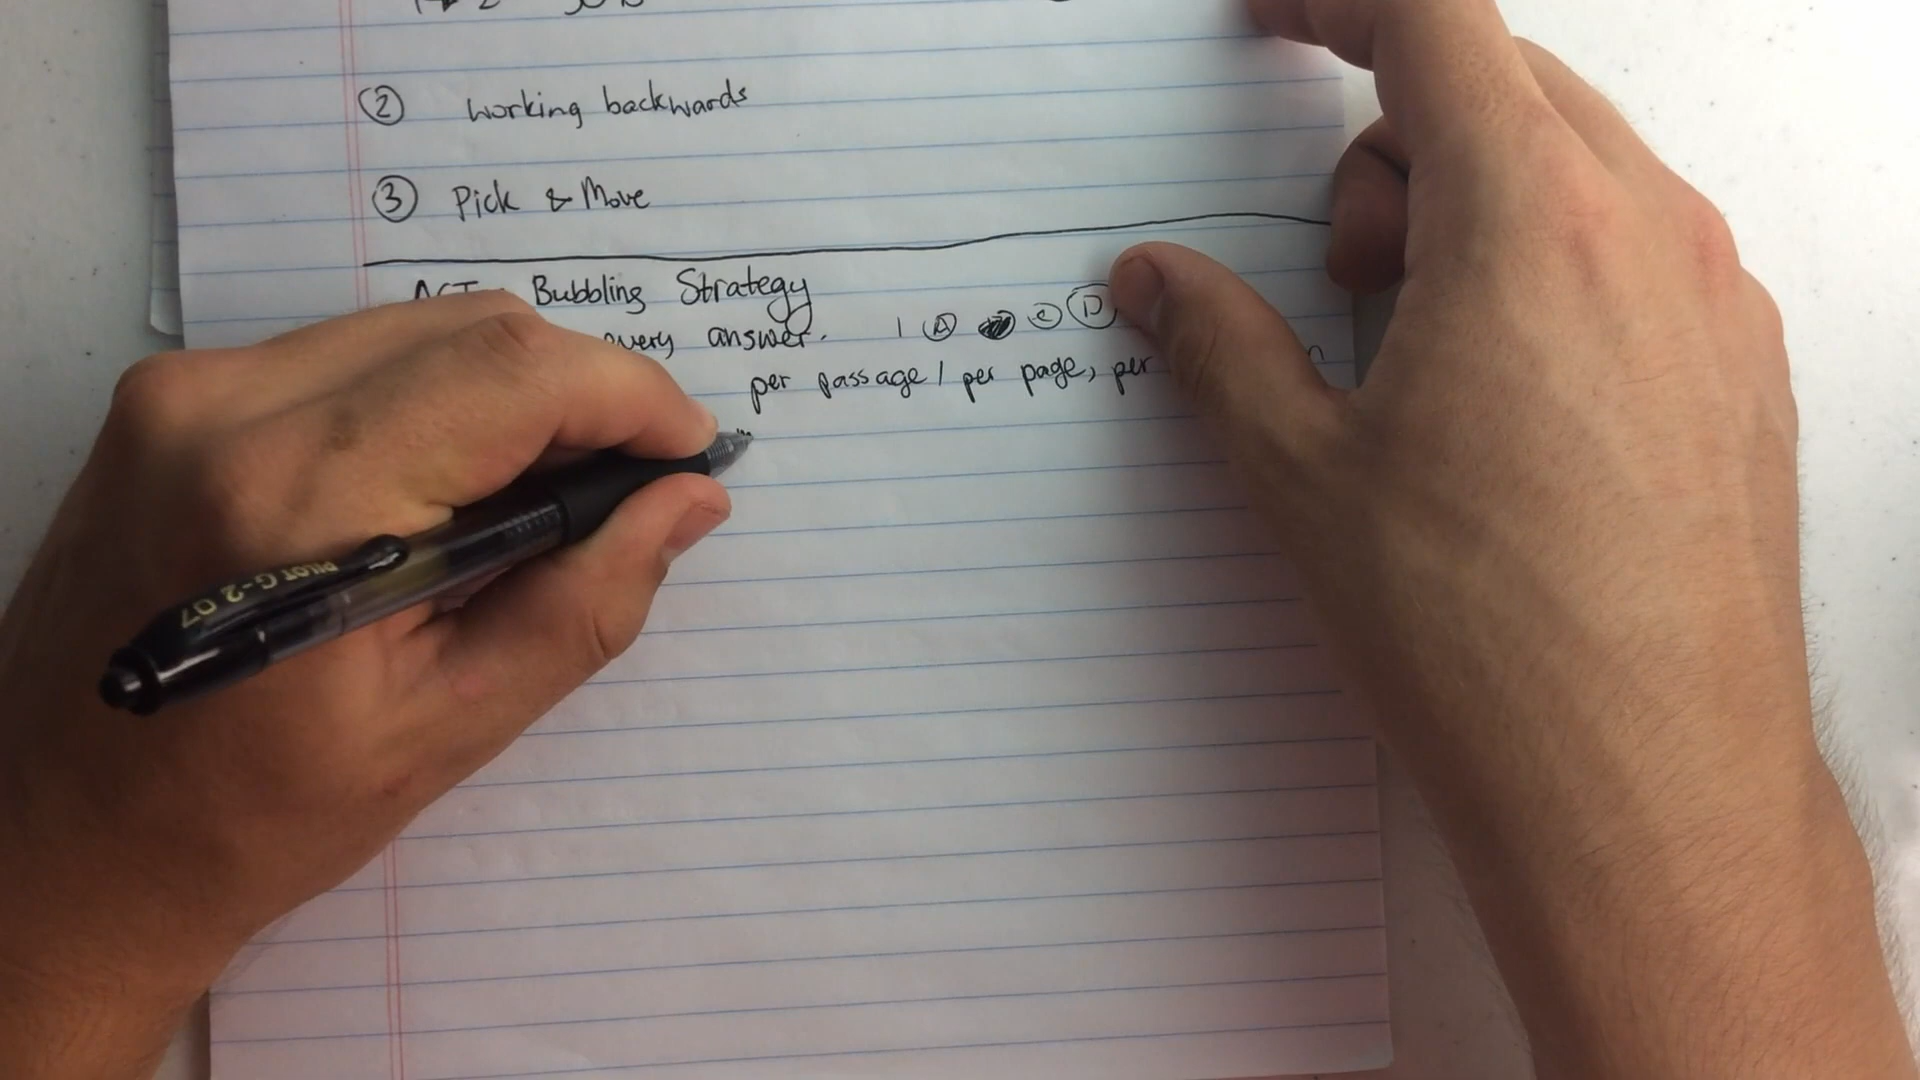 ② Working backwards
③ Pick & Move
ACT - Bubbling Strategy
every answer. 1 Ⓐ Ⓒ Ⓓ
per passage / per page, per
PILOT G-2 07